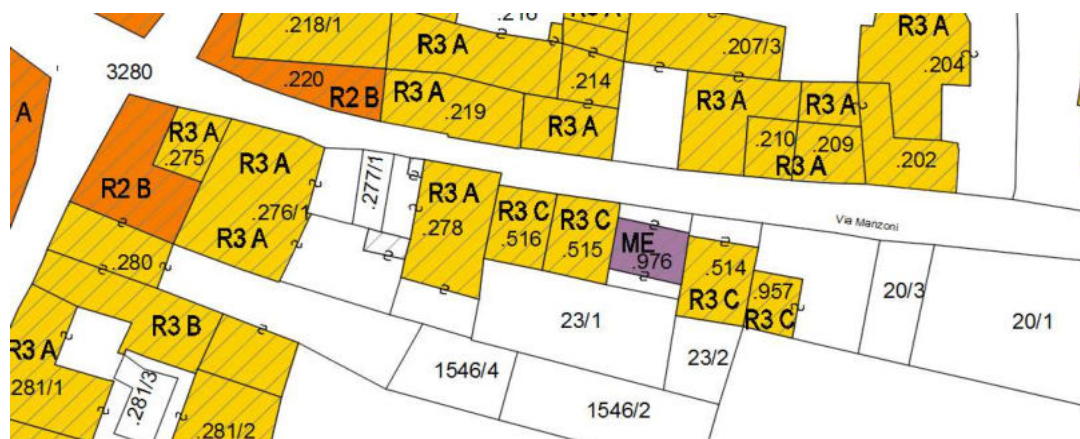 .218/1
.216
R3 A
R3 A
.207/3
R3 A
.204
3280
.220
R2 B
R3 A
.219
.214
R3 A
R3 A
R3 A
.210
.209
R3 A
.202
A
R3 A
.275
R3 A
R2 B
.276/1
R3 A
.277/1
R3 A
.278
R3 C
.516
R3 C
.515
ME
.976
Via Manzoni
.514
R3 C
.957
R3 C
20/3
20/1
.280
R3 B
R3 A
281/1
.281/3
.281/2
23/1
23/2
1546/4
1546/2